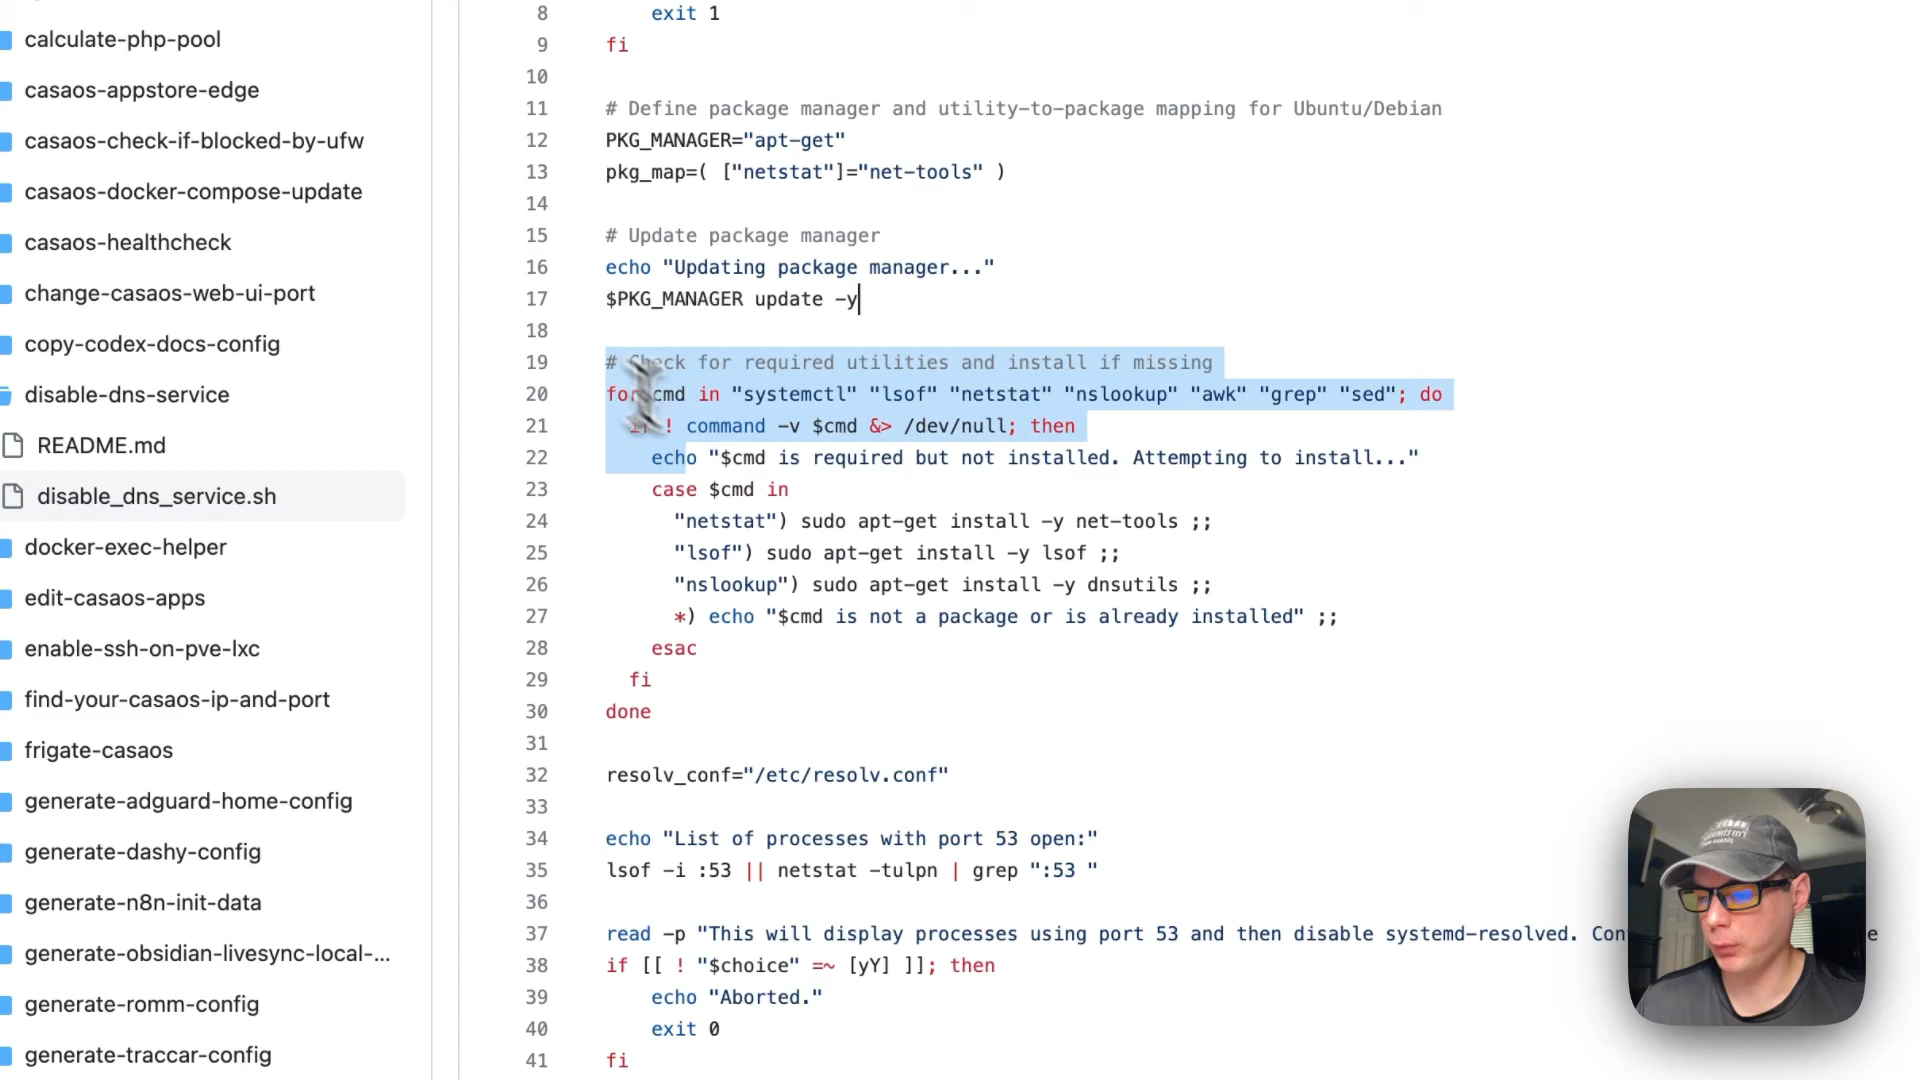 calculate-php-pool
casaos-appstore-edge
casaos-check-if-blocked-by-ufw
casaos-docker-compose-update
casaos-healthcheck
change-casaos-web-ui-port
copy-codex-docs-config
disable-dns-service
README.md
disable_dns_service.sh
docker-exec-helper
edit-casaos-apps
enable-ssh-on-pve-lxc
find-your-casaos-ip-and-port
frigate-casaos
generate-adguard-home-config
generate-dashy-config
generate-n8n-init-data
generate-obsidian-livesync-local-...
generate-romm-config
generate-traccar-config
8 exit 1
9 fi
10
11 # Define package manager and utility-to-package mapping for Ubuntu/Debian
12 PKG_MANAGER="apt-get"
13 pkg_map=( ["netstat"]="net-tools" )
14
15 # Update package manager
16 echo "Updating package manager..."
17 $PKG_MANAGER update -y
18
19 # Check for required utilities and install if missing
20 for cmd in "systemctl" "lsof" "netstat" "nslookup" "awk" "grep" "sed"; do
21 if ! command -v $cmd &> /dev/null; then
22 echo "$cmd is required but not installed. Attempting to install..."
23 case $cmd in
24 "netstat") sudo apt-get install -y net-tools ;;
25 "lsof") sudo apt-get install -y lsof ;;
26 "nslookup") sudo apt-get install -y dnsutils ;;
27 *) echo "$cmd is not a package or is already installed" ;;
28 esac
29 fi
30 done
31
32 resolv_conf="/etc/resolv.conf"
33
34 echo "List of processes with port 53 open:"
35 lsof -i :53 || netstat -tulpn | grep ":53 "
36
37 read -p "This will display processes using port 53 and then disable systemd-resolved.
38 if [[ ! "$choice" =~ [yY] ]]; then
39 echo "Aborted."
40 exit 0
41 fi